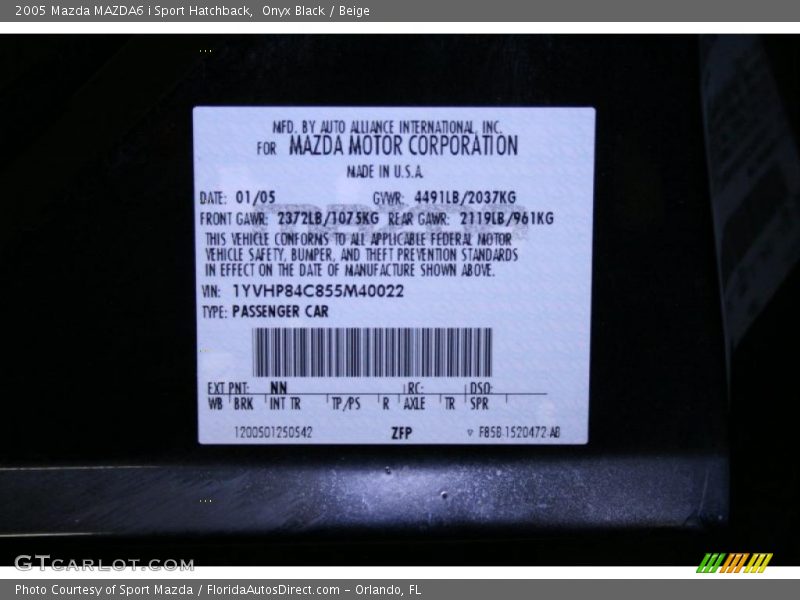 2005 Mazda MAZDA6 i Sport Hatchback, Onyx Black / Beige
MFD. BY AUTO ALLIANCE INTERNATIONAL, INC.
FOR MAZDA MOTOR CORPORATION
MADE IN U.S.A.
DATE: 01/05 GVWR: 4491LB/2037KG
FRONT GAWR: 2372LB/1075KG REAR GAWR: 2119LB/961KG
THIS VEHICLE CONFORMS TO ALL APPLICABLE FEDERAL MOTOR
VEHICLE SAFETY, BUMPER, AND THEFT PREVENTION STANDARDS
IN EFFECT ON THE DATE OF MANUFACTURE SHOWN ABOVE.
VIN: 1YVHP84C855M40022
TYPE: PASSENGER CAR
EXT PNT: NN RC: DSO:
WB BRK INT TR TP/PS R AXLE TR SPR
1200501250542 ZFP ▽ F85B 1520472 AB
GTCARLOT.COM
Photo Courtesy of Sport Mazda / FloridaAutosDirect.com - Orlando, FL